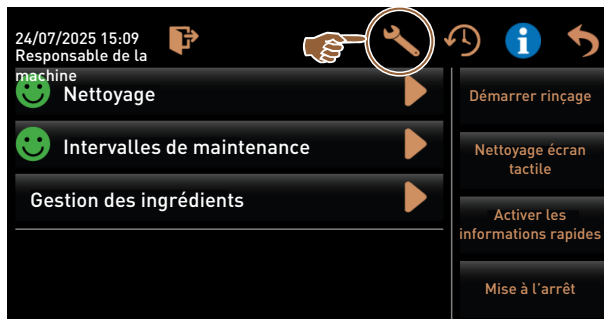 24/07/2025 15:09
Responsable de la
machine
Nettoyage
Intervalles de maintenance
Gestion des ingrédients
Démarrer rinçage
Nettoyage écran
tactile
Activer les
informations rapides
Mise à l'arrêt